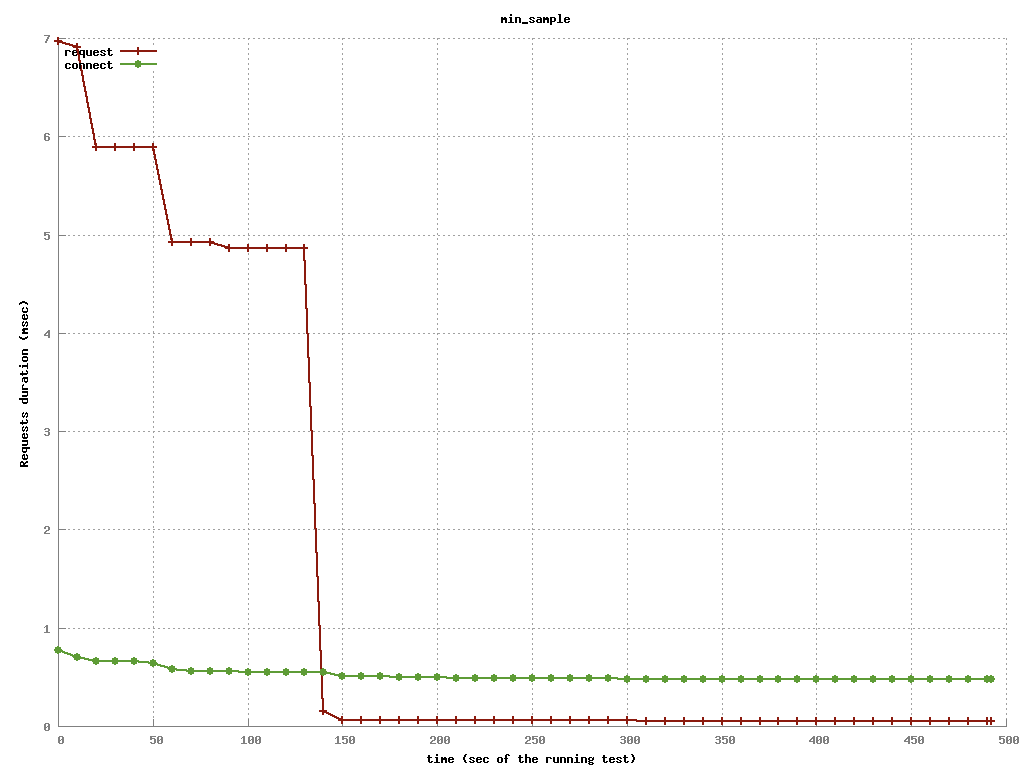 min_sample
request
connect
7
6
5
4
3
2
1
0
Requests duration (msec)
0 50 100 150 200 250 300 350 400 450 500
time (sec of the running test)